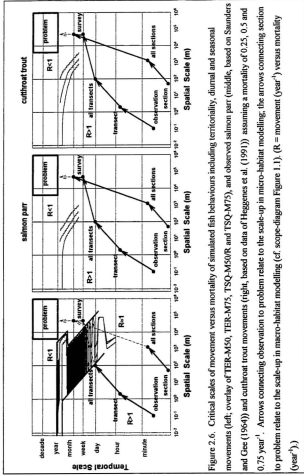 salmon parr
cutthroat trout
problem
problem
problem
R<1
R<1
R<1
R>1
R>1
R>1
R=1
R=1
survey
survey
survey
all transects
all transects
all transects
transect
transect
transect
observation section
observation section
observation section
all sections
all sections
all sections
decade
year
month
week
day
hour
minute
Temporal Scale
Spatial Scale (m)
Spatial Scale (m)
Spatial Scale (m)
Figure 2.6. Critical scales of movement versus mortality of simulated fish behaviours including territoriality, diurnal and seasonal
movements (left; overlay of TER-M50, TER-M75, TSQ-M50/R and TSQ-M75), and observed salmon parr (middle, based on Saunders
and Gee (1964) and cutthroat trout movements (right, based on data of Heggenes et al. (1991)) assuming a mortality of 0.25, 0.5 and
0.75 year⁻¹. Arrows connecting observation to problem relate to the scale-up in micro-habitat modelling; the arrows connecting section
to problem relate to the scale-up in macro-habitat modelling (cf. scope-diagram Figure 1.1). (R = movement (year⁻¹) versus mortality
(year⁻¹).)